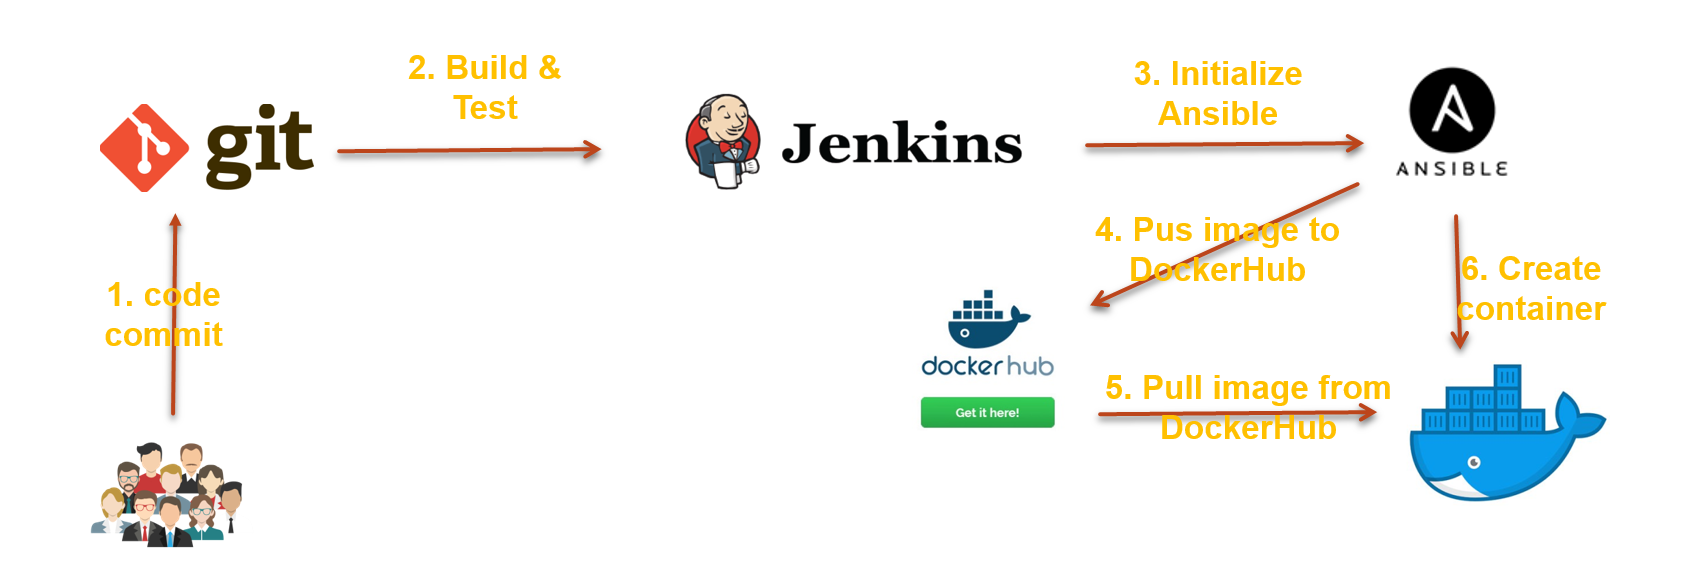 2. Build &
Test
git
Jenkins
3. Initialize
Ansible
ANSIBLE
1. code
commit
4. Pus image to
DockerHub
docker hub
Get it here!
6. Create
container
5. Pull image from
DockerHub